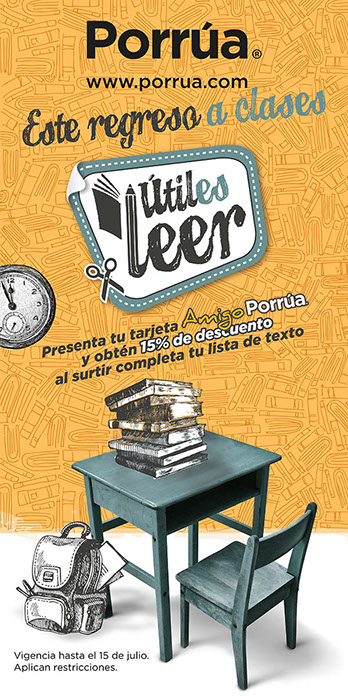 Porrúa®
www.porrua.com
Este regreso a clases
Útiles
leer
Presenta tu tarjeta Amigo Porrúa
y obtén 15% de descuento
al surtir completa tu lista de texto
Vigencia hasta el 15 de julio.
Aplican restricciones.